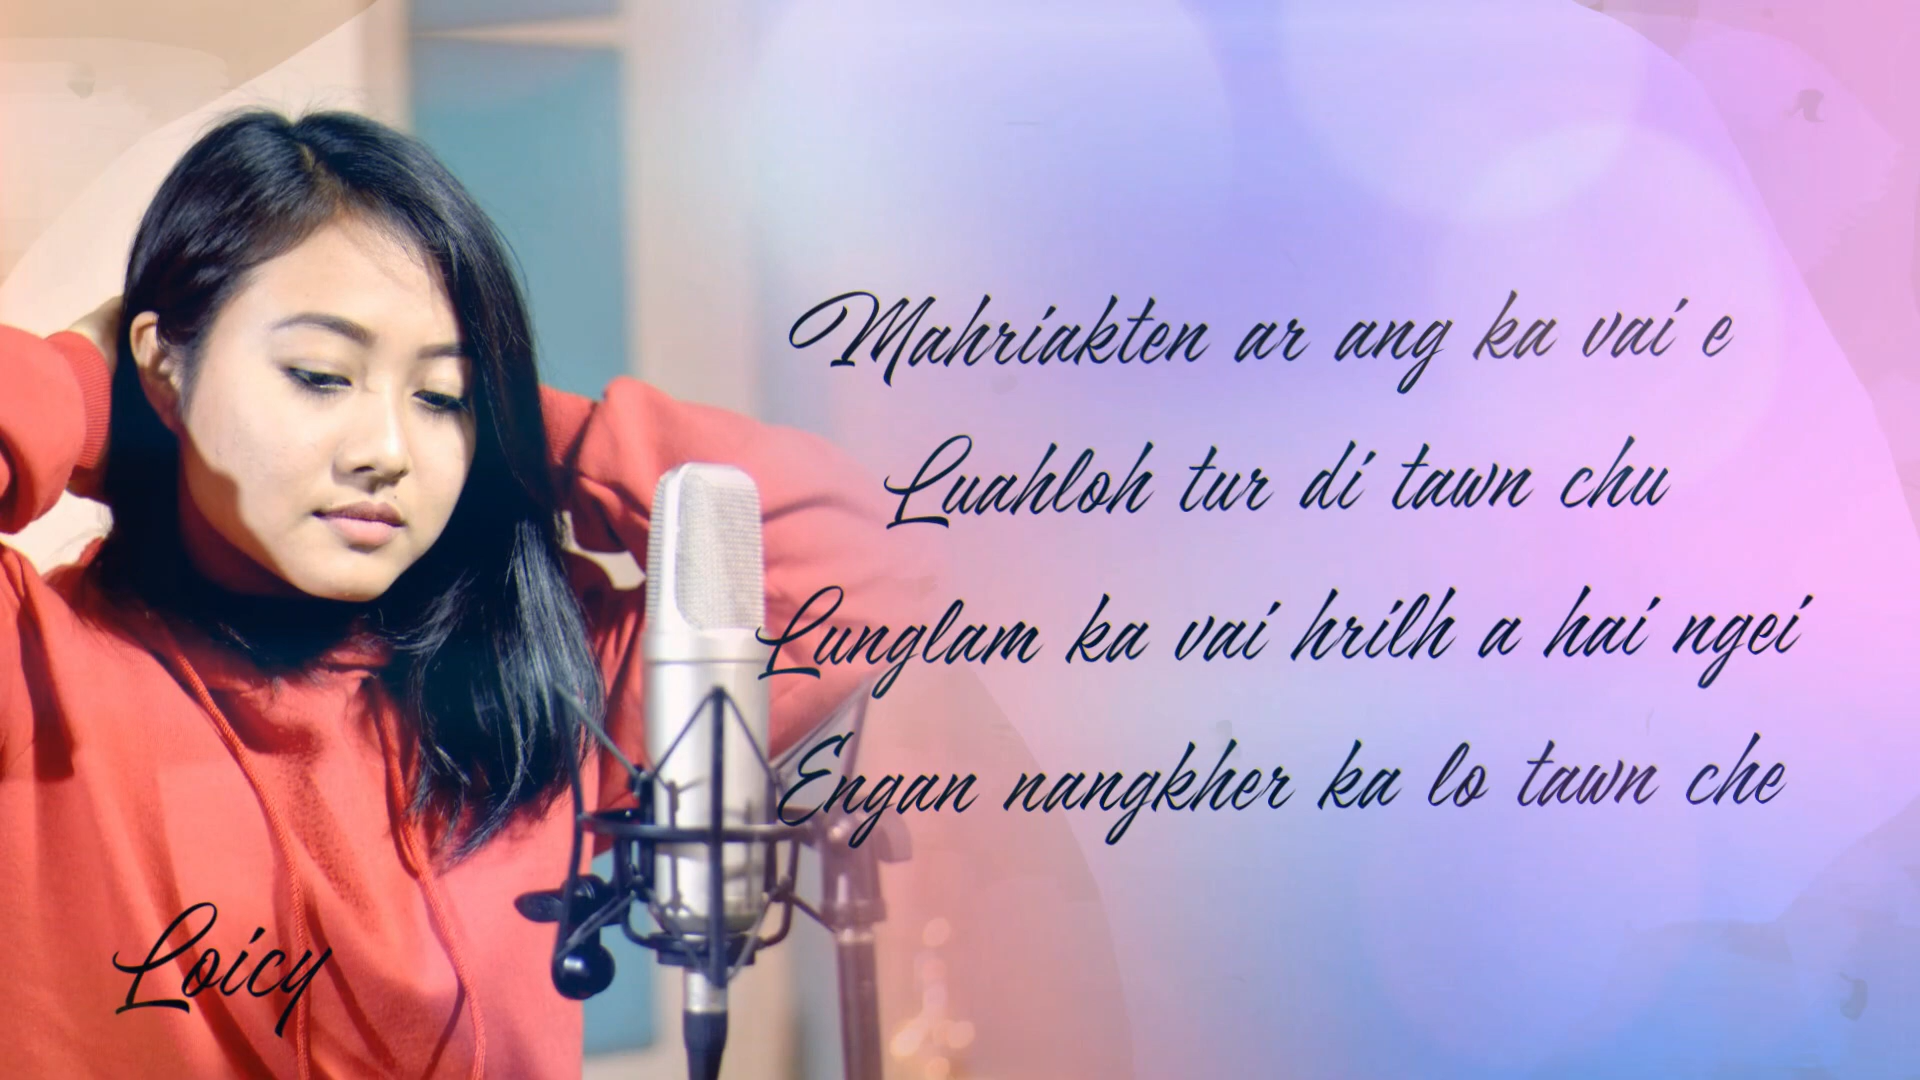 Mahriakten ar ang ka vai e
Luahloh tur di tawn chu
Lunglam ka vai hrilh a hai ngei
Engan nangkher ka lo tawn che
Loicy